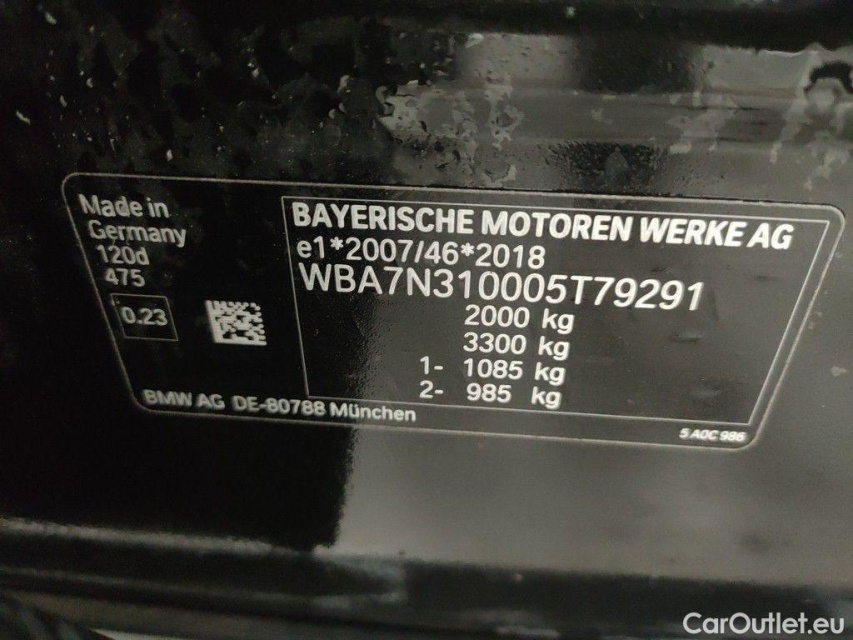 Made in
Germany
120d
475
0.23
BAYERISCHE MOTOREN WERKE AG
e1*2007/46*2018
WBA7N310005T79291
2000 kg
3300 kg
1- 1085 kg
2- 985 kg
BMW AG DE-80788 München
5 A0C 986
CarOutlet.eu